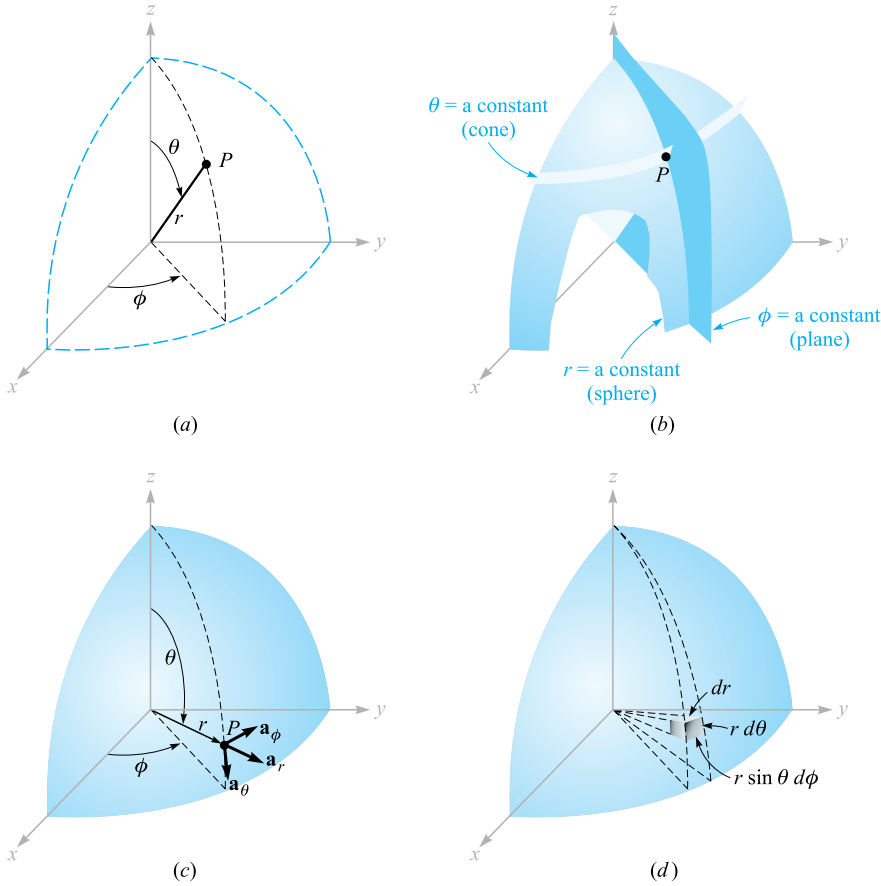 z
θ
P
r
y
ϕ
x
(a)
z
θ = a constant
(cone)
P
y
ϕ = a constant
(plane)
r = a constant
(sphere)
x
(b)
z
θ
r
P
a_ϕ
y
a_r
ϕ
a_θ
x
(c)
z
dr
y
r dθ
r sin θ dϕ
x
(d)